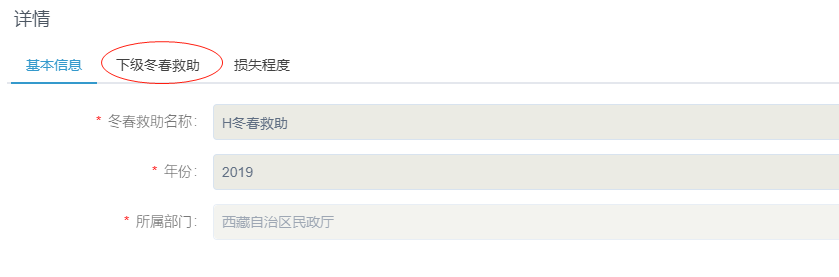 详情
基本信息 下级冬春救助 损失程度
* 冬春救助名称: H冬春救助
* 年份: 2019
* 所属部门: 西藏自治区民政厅